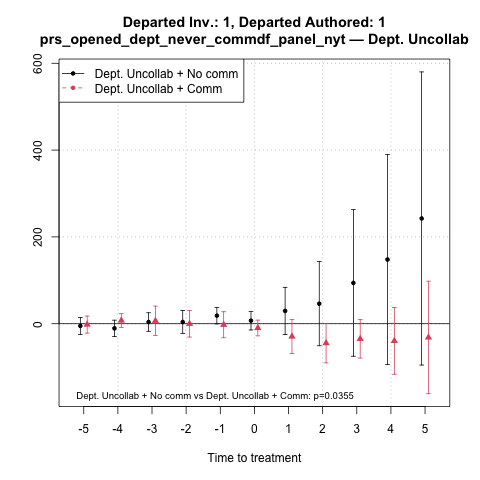 Departed Inv.: 1, Departed Authored: 1
prs_opened_dept_never_commdf_panel_nyt — Dept. Uncollab
Dept. Uncollab + No comm
Dept. Uncollab + Comm
600
400
200
0
Dept. Uncollab + No comm vs Dept. Uncollab + Comm: p=0.0355
-5 -4 -3 -2 -1 0 1 2 3 4 5
Time to treatment